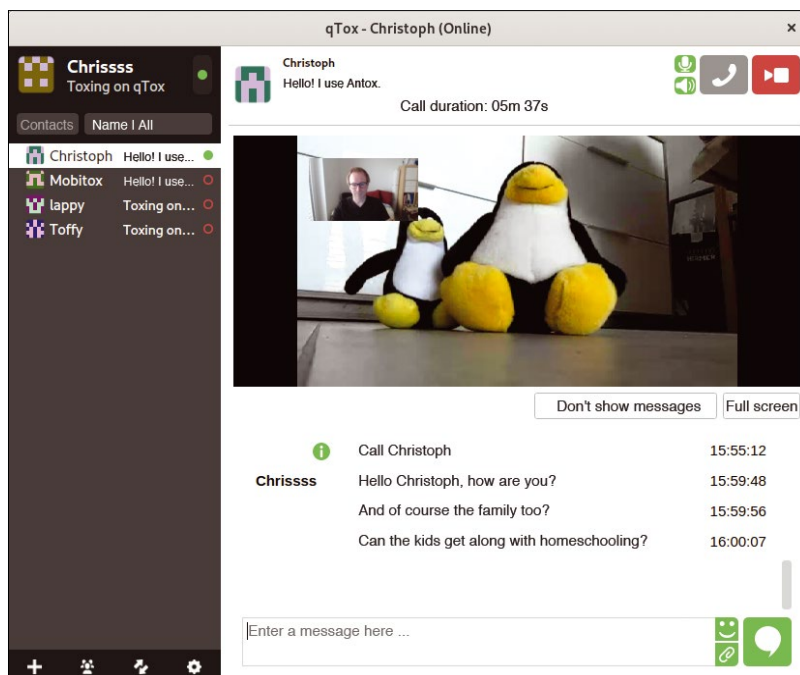 qTox - Christoph (Online)
Chrissss
Toxing on qTox
Contacts
Name | All
Christoph Hello! I use...
Mobitox Hello! I use...
lappy Toxing on...
Toffy Toxing on...
Christoph
Hello! I use Antox.
Call duration: 05m 37s
Don't show messages
Full screen
Call Christoph 15:55:12
Chrissss Hello Christoph, how are you? 15:59:48
And of course the family too? 15:59:56
Can the kids get along with homeschooling? 16:00:07
Enter a message here ...